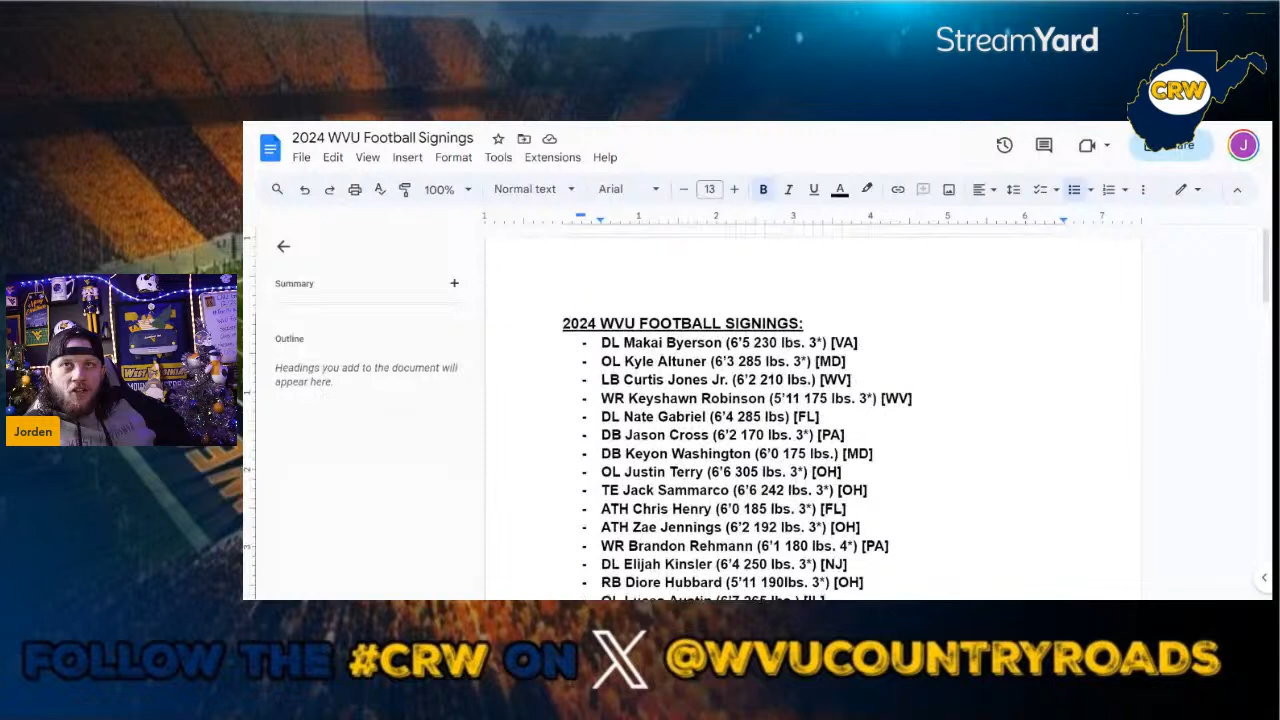 StreamYard
CRW
2024 WVU Football Signings
File Edit View Insert Format Tools Extensions Help
J
100% Normal text Arial 13 B I U A
1 1 2 3 4 5 6 7
Summary
Outline
Headings you add to the document will
appear here.
2024 WVU FOOTBALL SIGNINGS:
- DL Makai Byerson (6'5 230 lbs. 3*) [VA]
- OL Kyle Altuner (6'3 285 lbs. 3*) [MD]
- LB Curtis Jones Jr. (6'2 210 lbs.) [WV]
- WR Keyshawn Robinson (5'11 175 lbs. 3*) [WV]
- DL Nate Gabriel (6'4 285 lbs) [FL]
- DB Jason Cross (6'2 170 lbs. 3*) [PA]
- DB Keyon Washington (6'0 175 lbs.) [MD]
- OL Justin Terry (6'6 305 lbs. 3*) [OH]
- TE Jack Sammarco (6'6 242 lbs. 3*) [OH]
- ATH Chris Henry (6'0 185 lbs. 3*) [FL]
- ATH Zae Jennings (6'2 192 lbs. 3*) [OH]
- WR Brandon Rehmann (6'1 180 lbs. 4*) [PA]
- DL Elijah Kinsler (6'4 250 lbs. 3*) [NJ]
- RB Diore Hubbard (5'11 190lbs. 3*) [OH]
Jorden
FOLLOW THE #CRW ON X @WVUCOUNTRYROADS